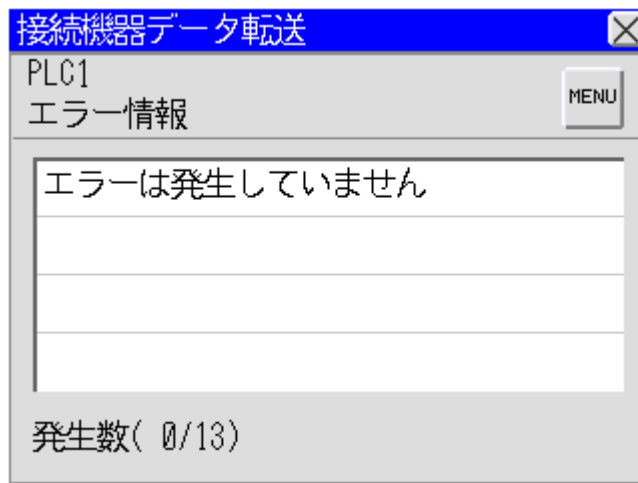 接続機器データ転送
PLC1
MENU
エラー情報
エラーは発生していません
発生数( 0/13)